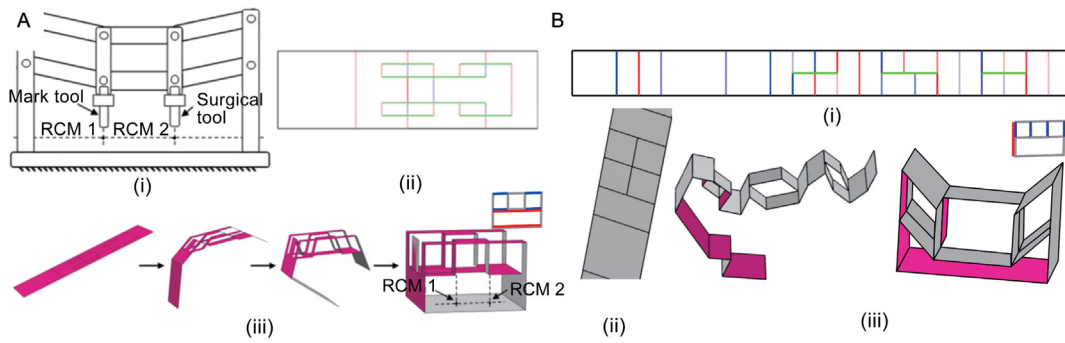 A
Mark tool
Surgical
tool
RCM 1
RCM 2
(i)
(ii)
RCM 1
RCM 2
(iii)
B
(i)
(ii)
(iii)